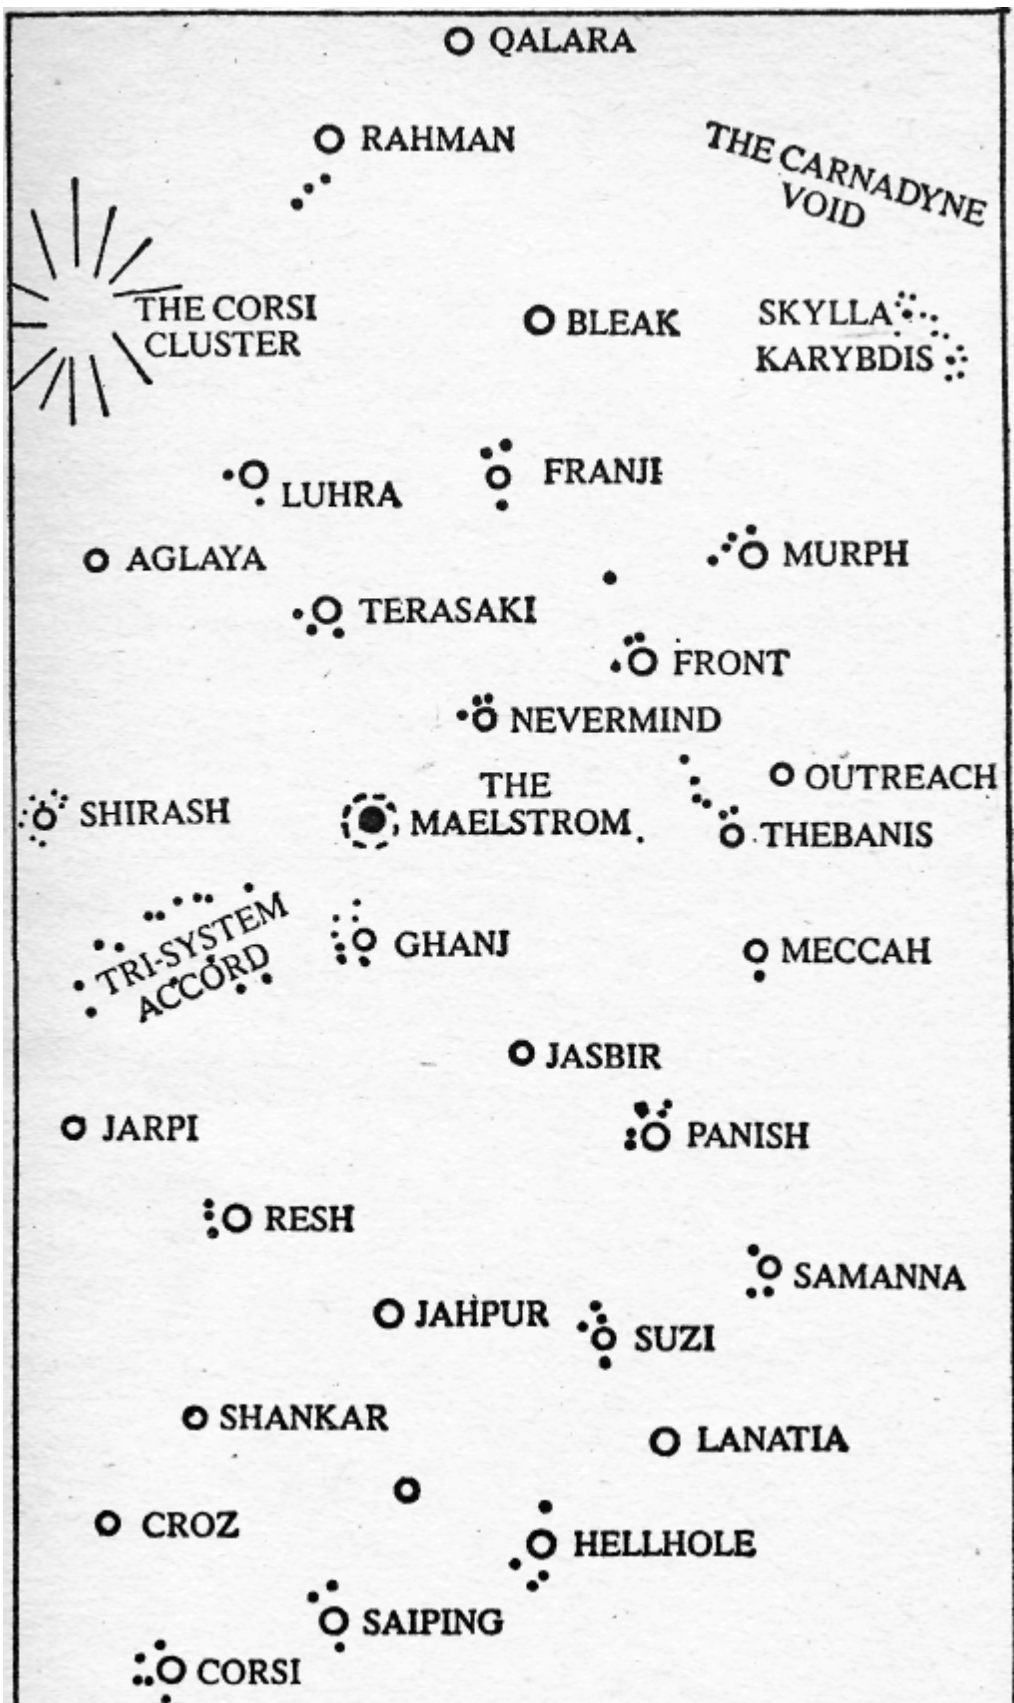 QALARA
RAHMAN
THE CARNADYNE
VOID
THE CORSI
CLUSTER
BLEAK
SKYLLA
KARYBDIS
LUHRA
FRANJI
AGLAYA
MURPH
TERASAKI
FRONT
NEVERMIND
THE
MAELSTROM
OUTREACH
SHIRASH
THEBANIS
TRI-SYSTEM
ACCORD
GHANJ
MECCAH
JASBIR
JARPI
PANISH
RESH
SAMANNA
JAHPUR
SUZI
SHANKAR
LANATIA
CROZ
HELLHOLE
SAIPING
CORSI